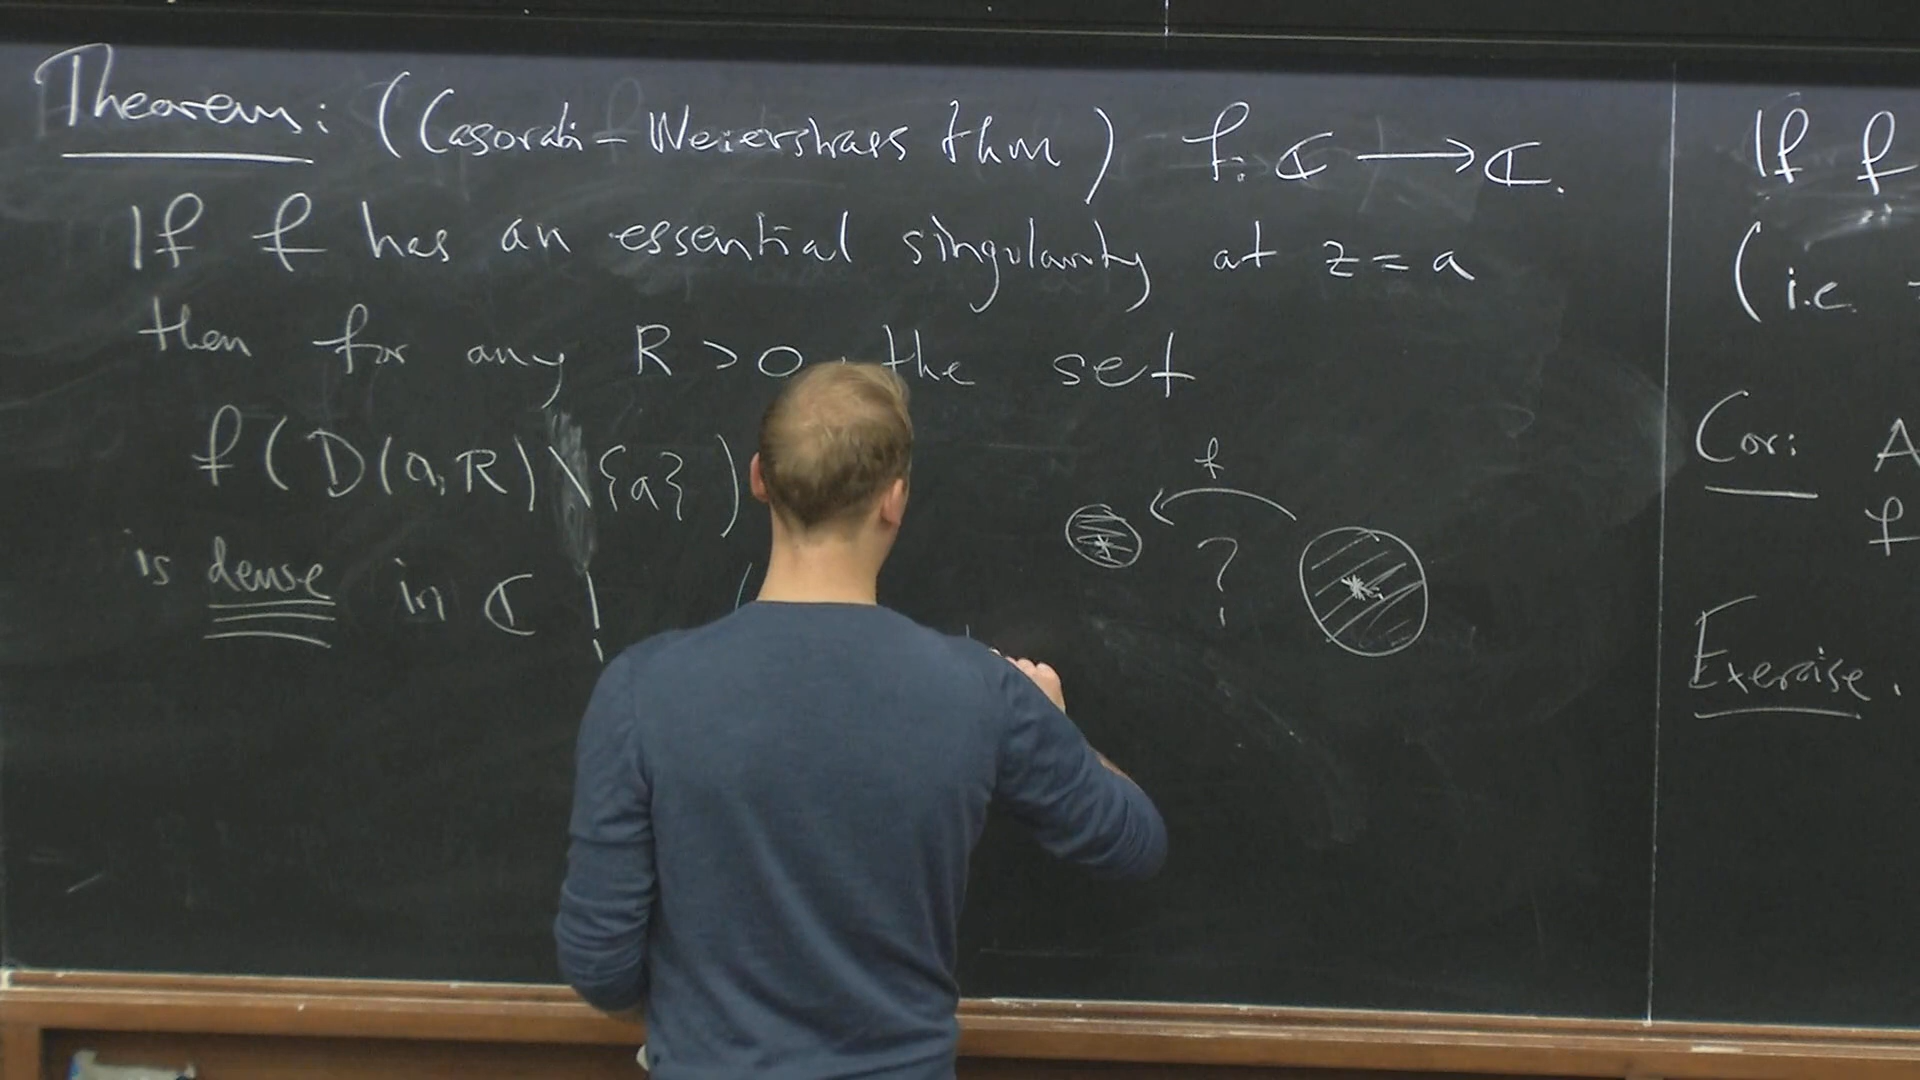 Theorem: (Casorati - Weierstrass thm) f: ℂ ⟶ ℂ.
If f has an essential singularity at z = a
then for any R > 0, the set
f(D(a,R) \ {a})
is dense in ℂ !
f
?
If f
(i.e.
Cor: A
f
Exercise.